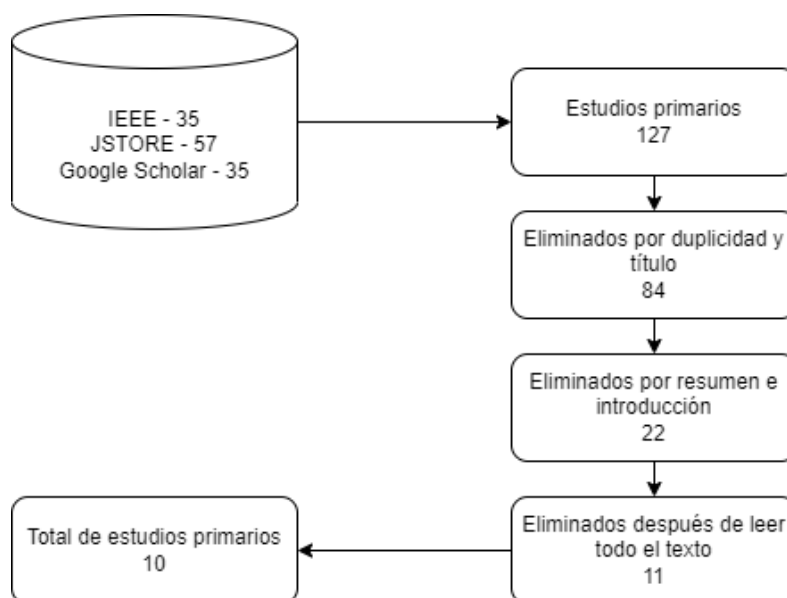 IEEE - 35
JSTORE - 57
Google Scholar - 35
Estudios primarios
127
Eliminados por duplicidad y
título
84
Eliminados por resumen e
introducción
22
Eliminados después de leer
todo el texto
11
Total de estudios primarios
10